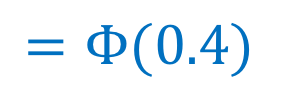 = Φ(0.4)